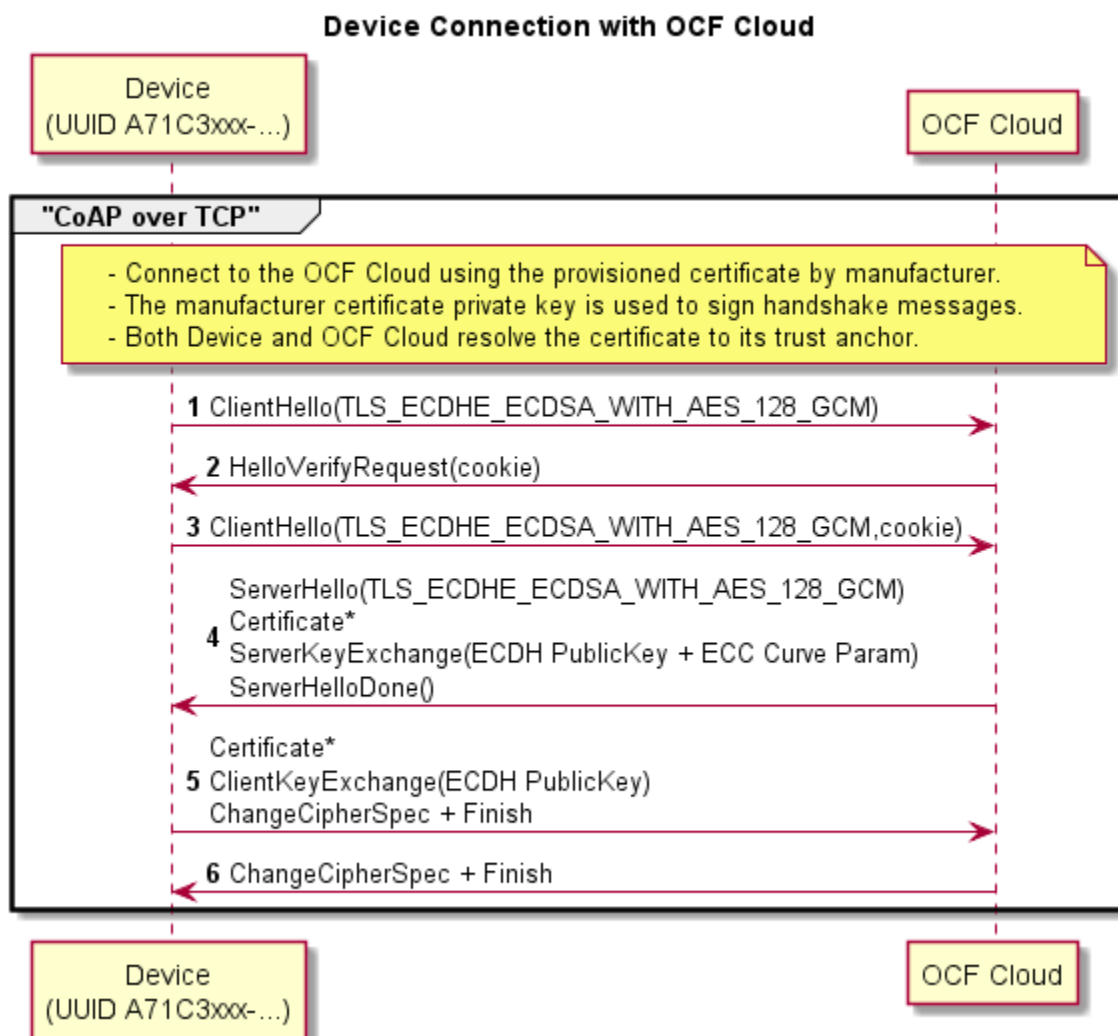 Device Connection with OCF Cloud
Device
(UUID A71C3xxx-...)
OCF Cloud
"CoAP over TCP"
- Connect to the OCF Cloud using the provisioned certificate by manufacturer.
- The manufacturer certificate private key is used to sign handshake messages.
- Both Device and OCF Cloud resolve the certificate to its trust anchor.
1 ClientHello(TLS_ECDHE_ECDSA_WITH_AES_128_GCM)
2 HelloVerifyRequest(cookie)
3 ClientHello(TLS_ECDHE_ECDSA_WITH_AES_128_GCM,cookie)
ServerHello(TLS_ECDHE_ECDSA_WITH_AES_128_GCM)
Certificate*
4 ServerKeyExchange(ECDH PublicKey + ECC Curve Param)
ServerHelloDone()
Certificate*
5 ClientKeyExchange(ECDH PublicKey)
ChangeCipherSpec + Finish
6 ChangeCipherSpec + Finish
Device
(UUID A71C3xxx-...)
OCF Cloud